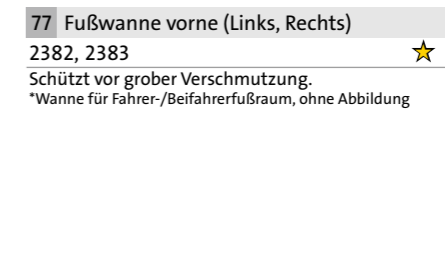 77 Fußwanne vorne (Links, Rechts)
2382, 2383
Schützt vor grober Verschmutzung.
*Wanne für Fahrer-/Beifahrerfußraum, ohne Abbildung